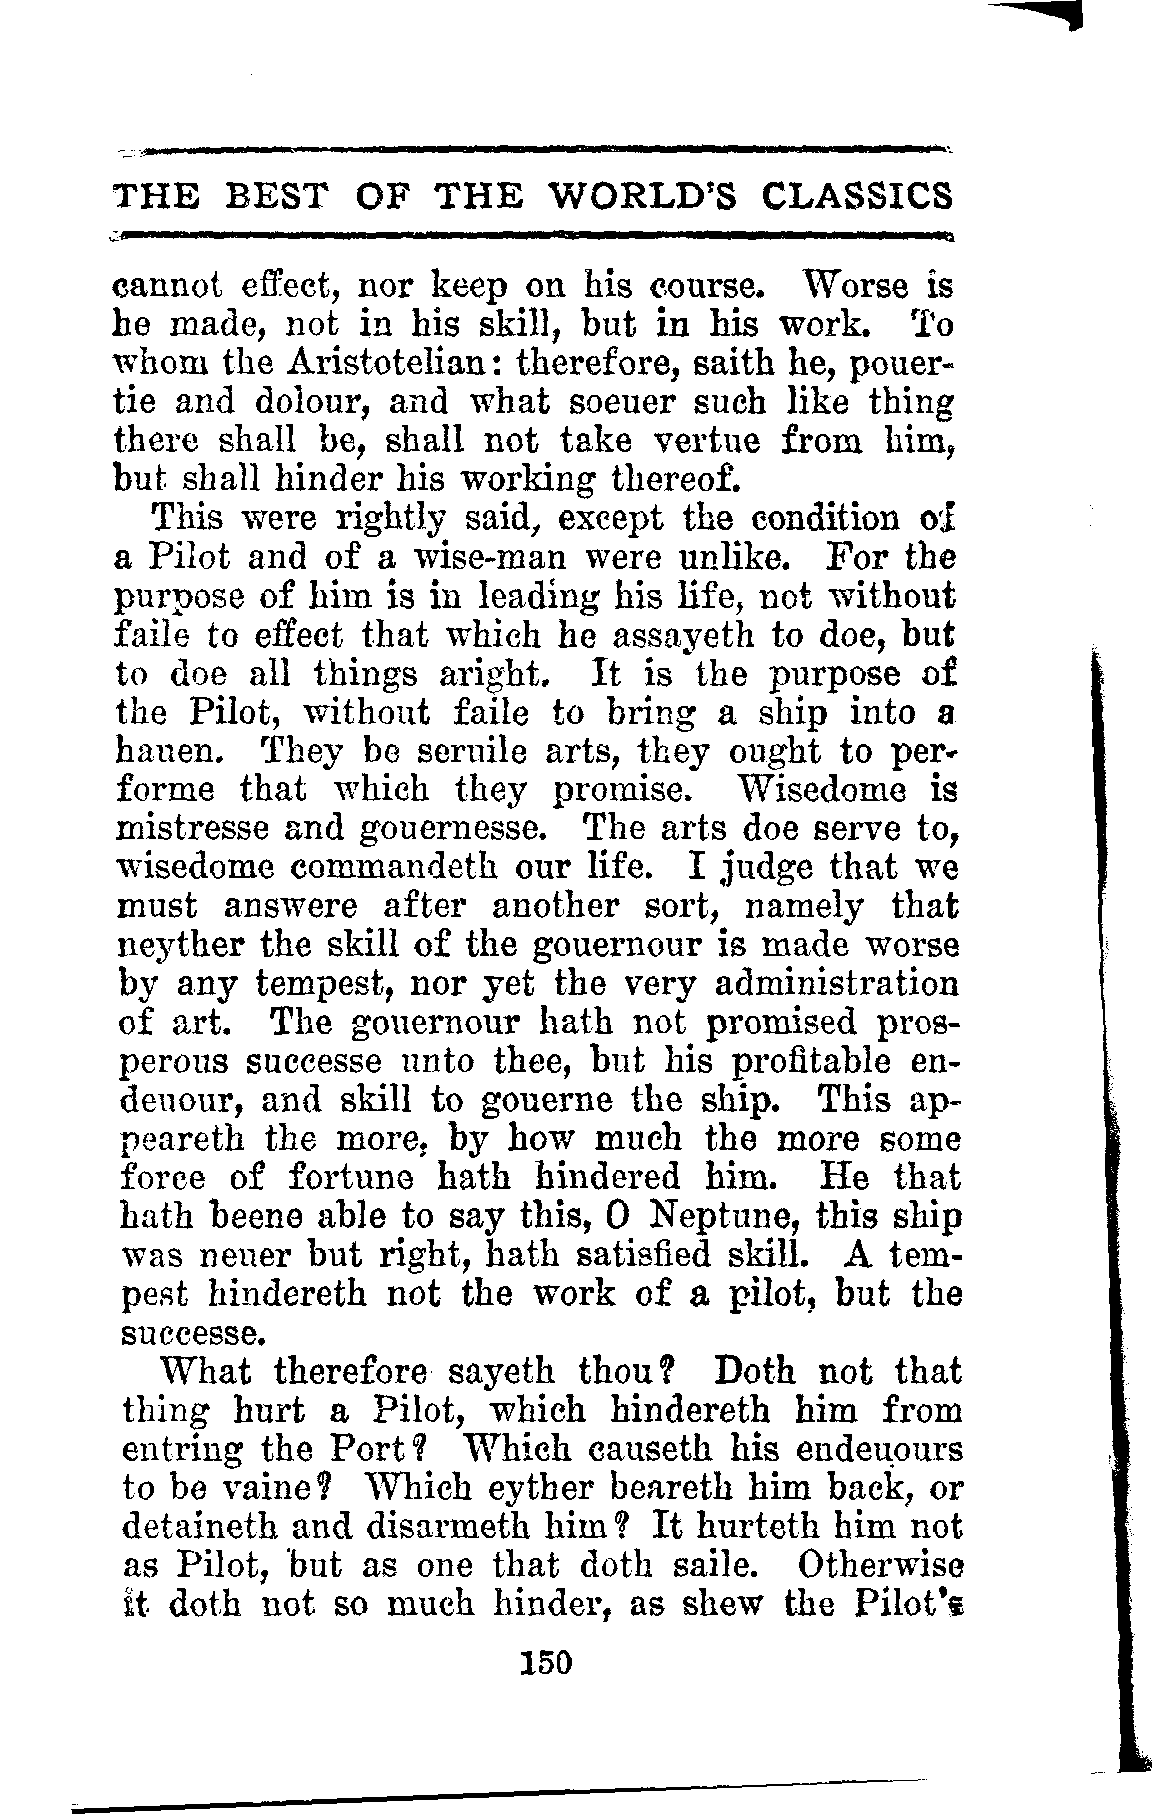 THE BEST OF THE WORLD'S CLASSICS
cannot effect, nor keep on his course. Worse is
he made, not in his skill, but in his work. To
whom the Aristotelian: therefore, saith he, pouer-
tie and dolour, and what soeuer such like thing
there shall be, shall not take vertue from him,
but shall hinder his working thereof.
This were rightly said, except the condition of
a Pilot and of a wise-man were unlike. For the
purpose of him is in leading his life, not without
faile to effect that which he assayeth to doe, but
to doe all things aright. It is the purpose of
the Pilot, without faile to bring a ship into a
hauen. They be seruile arts, they ought to per-
forme that which they promise. Wisedome is
mistresse and gouernesse. The arts doe serve to,
wisedome commandeth our life. I judge that we
must answere after another sort, namely that
neyther the skill of the gouernour is made worse
by any tempest, nor yet the very administration
of art. The gouernour hath not promised pros-
perous successe unto thee, but his profitable en-
deuour, and skill to gouerne the ship. This ap-
peareth the more, by how much the more some
force of fortune hath hindered him. He that
hath beene able to say this, O Neptune, this ship
was neuer but right, hath satisfied skill. A tem-
pest hindereth not the work of a pilot, but the
successe.
What therefore sayeth thou? Doth not that
thing hurt a Pilot, which hindereth him from
entring the Port? Which causeth his endeuours
to be vaine? Which eyther beareth him back, or
detaineth and disarmeth him? It hurteth him not
as Pilot, but as one that doth saile. Otherwise
it doth not so much hinder, as shew the Pilot's
150